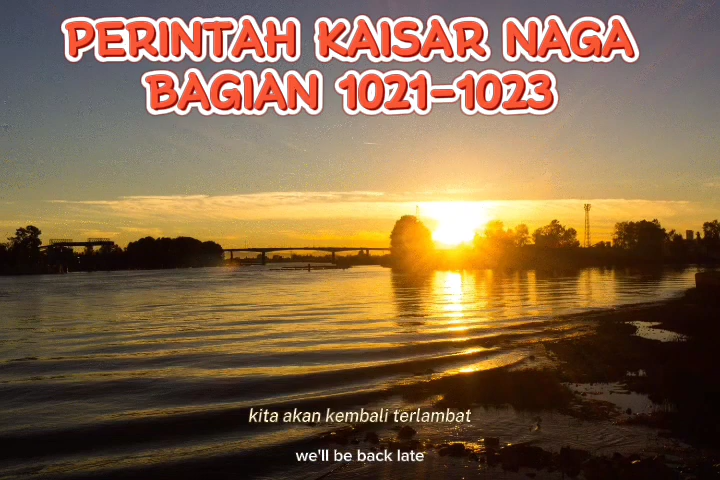 PERINTAH KAISAR NAGA
BAGIAN 1021-1023
kita akan kembali terlambat
we'll be back late